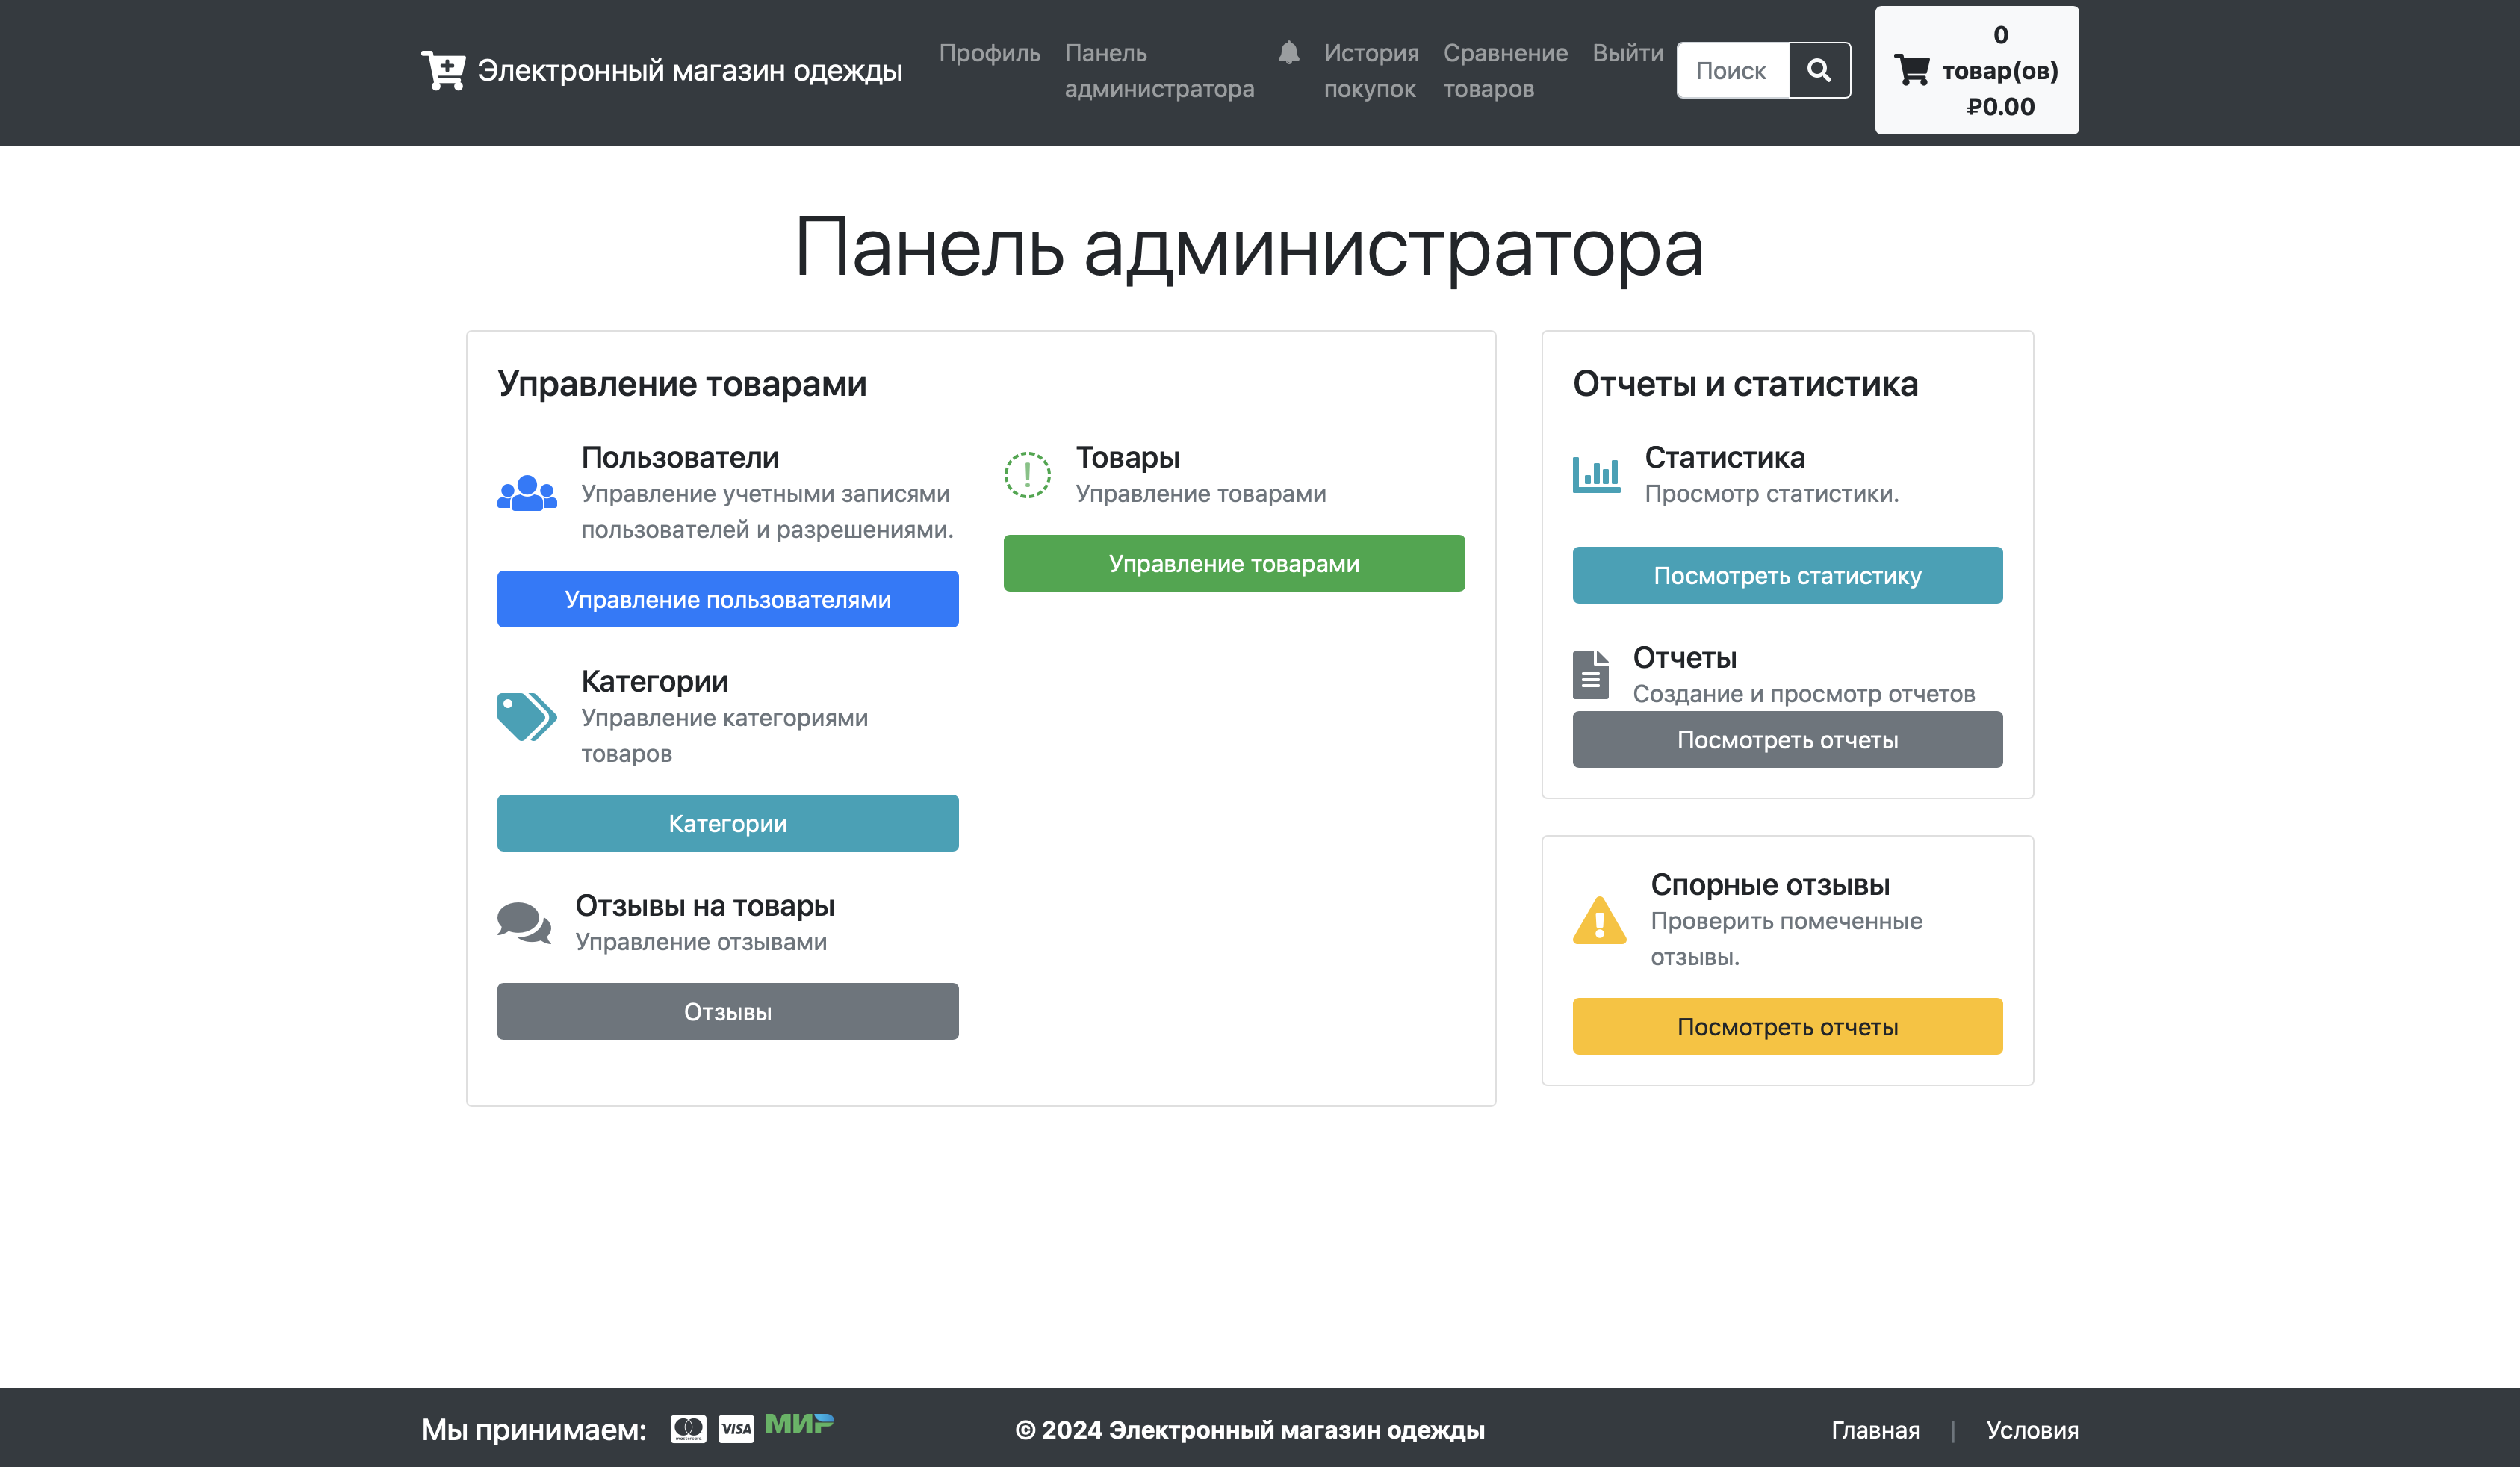 Электронный магазин одежды
Профиль
Панель
администратора
История
покупок
Сравнение
товаров
Выйти
Поиск
0
товар(ов)
₽0.00
Панель администратора
Управление товарами
Пользователи
Управление учетными записями
пользователей и разрешениями.
Управление пользователями
Товары
Управление товарами
Управление товарами
Категории
Управление категориями
товаров
Категории
Отзывы на товары
Управление отзывами
Отзывы
Отчеты и статистика
Статистика
Просмотр статистики.
Посмотреть статистику
Отчеты
Создание и просмотр отчетов
Посмотреть отчеты
Спорные отзывы
Проверить помеченные
отзывы.
Посмотреть отчеты
Мы принимаем:
mastercard
VISA
МИР
© 2024 Электронный магазин одежды
Главная | Условия